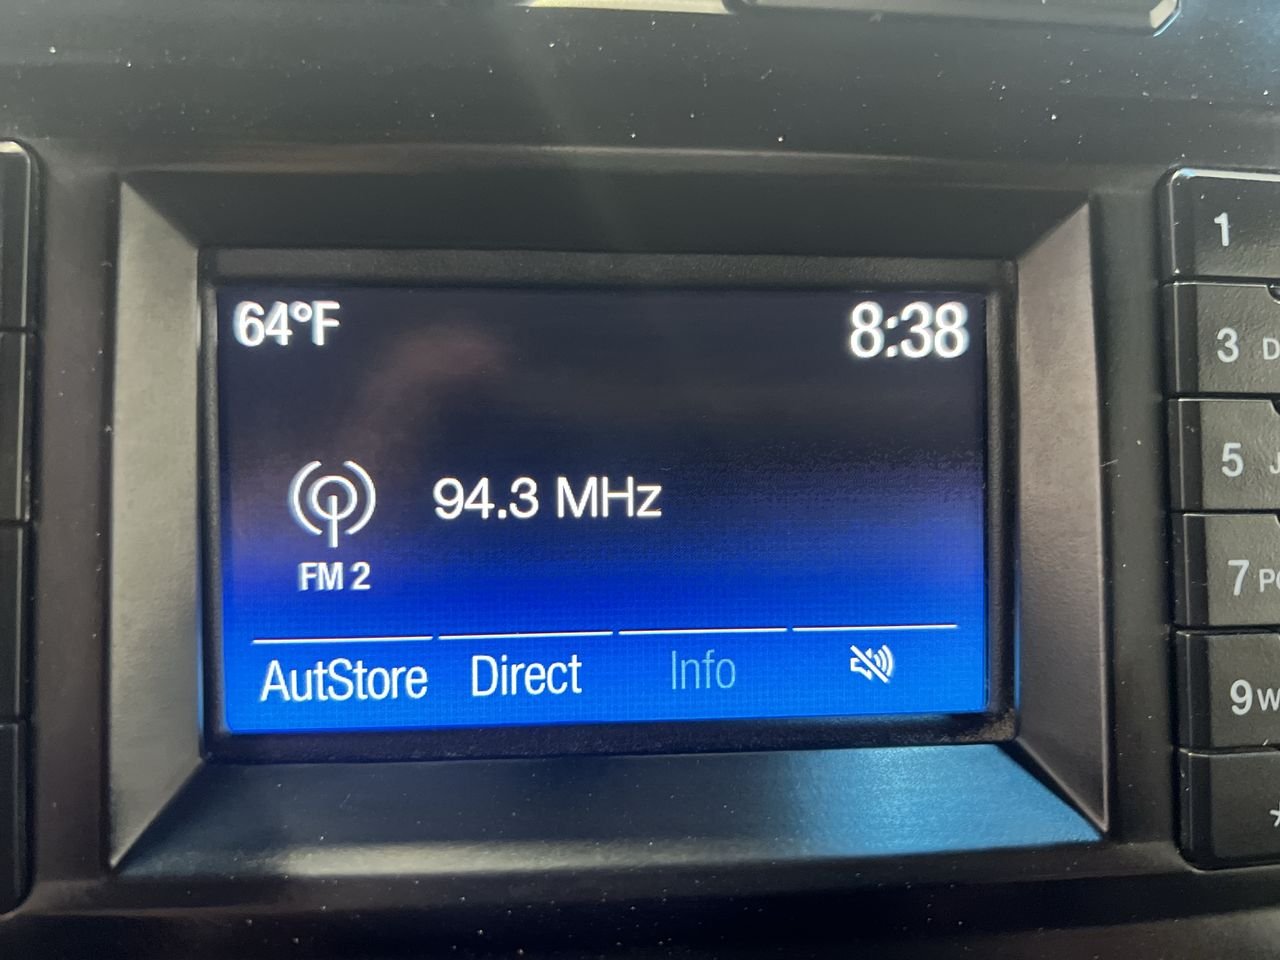 64°F
8:38
94.3 MHz
FM 2
AutStore
Direct
Info
1
3 D
5 J
7
9 W
*